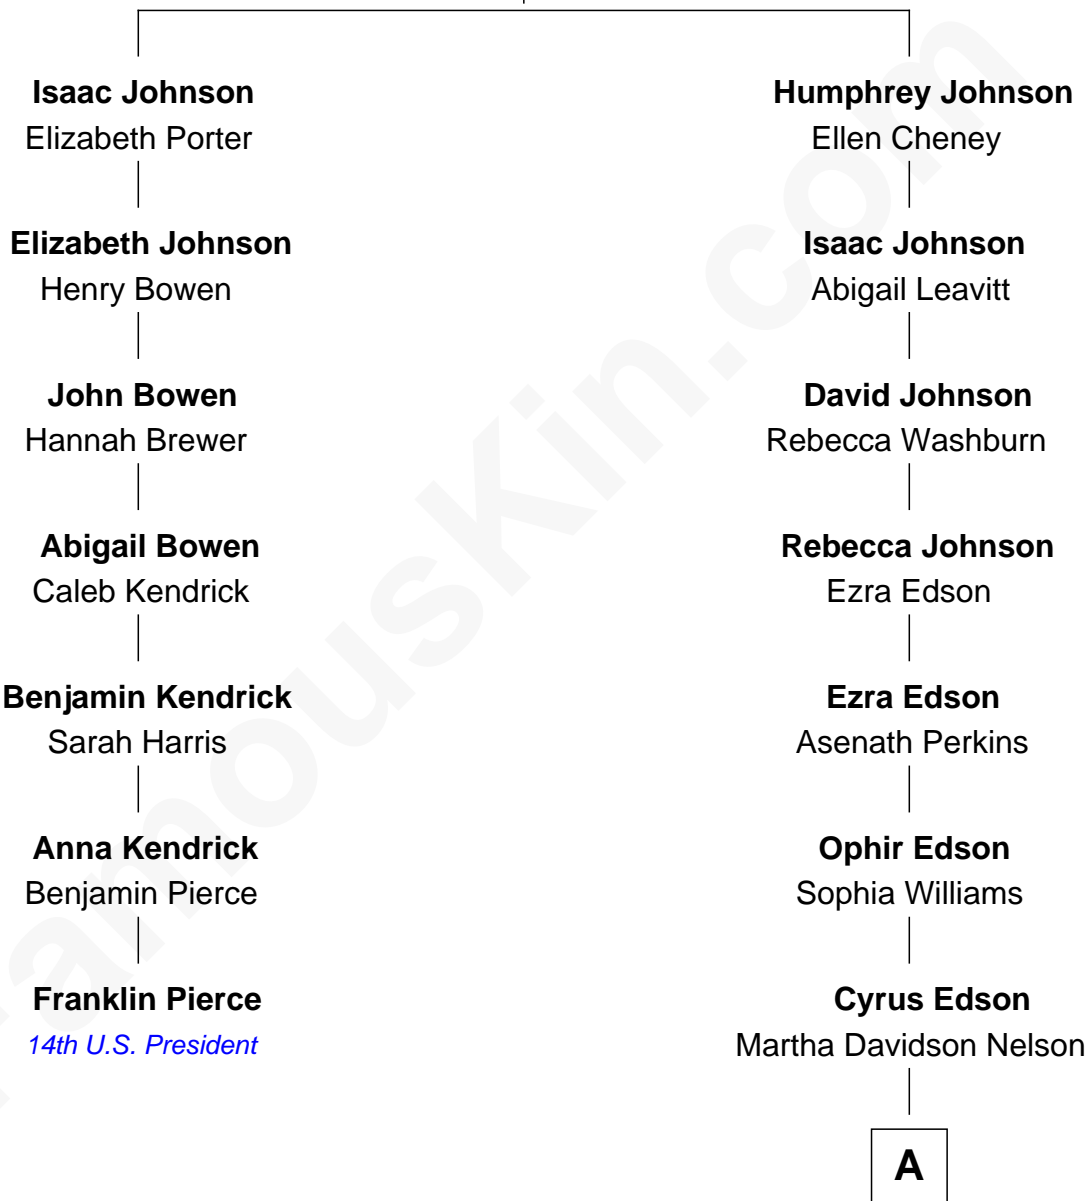 Isaac Johnson
Elizabeth Porter
Elizabeth Johnson
Henry Bowen
John Bowen
Hannah Brewer
Abigail Bowen
Caleb Kendrick
Benjamin Kendrick
Sarah Harris
Anna Kendrick
Benjamin Pierce
Franklin Pierce
14th U.S. President
Humphrey Johnson
Ellen Cheney
Isaac Johnson
Abigail Leavitt
David Johnson
Rebecca Washburn
Rebecca Johnson
Ezra Edson
Ezra Edson
Asenath Perkins
Ophir Edson
Sophia Williams
Cyrus Edson
Martha Davidson Nelson
A
FamousKin.com